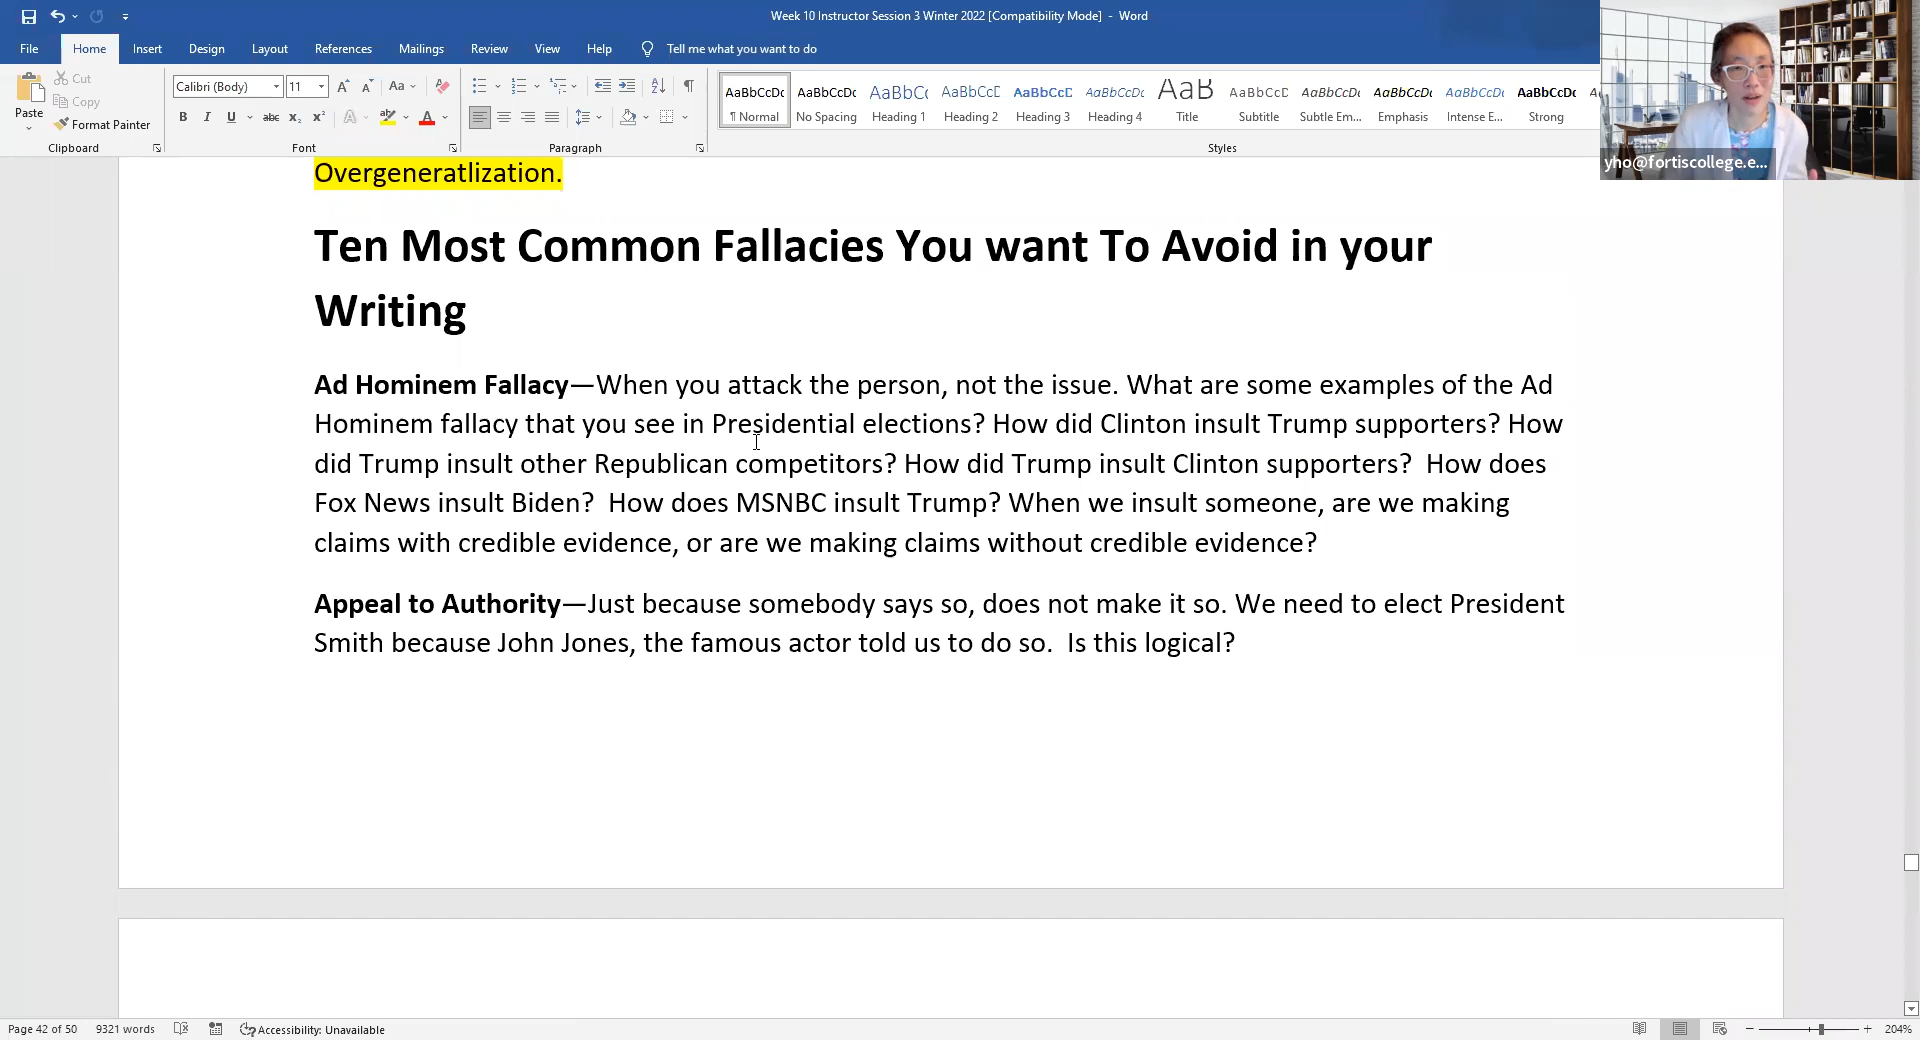 Week 10 Instructor Session 3 Winter 2022 [Compatibility Mode] - Word
File Home Insert Design Layout References Mailings Review View Help Tell me what you want to do
Cut
Copy
Paste
Format Painter
Clipboard
Calibri (Body) 11
Font
Paragraph
AaBbCcDc AaBbCcDc AaBbC( AaBbCcD AaBbCcD AaBbCcDc AaB AaBbCcD AaBbCcDc AaBbCcDc AaBbCcDc AaBbCcDc
¶ Normal No Spacing Heading 1 Heading 2 Heading 3 Heading 4 Title Subtitle Subtle Em... Emphasis Intense E... Strong
Styles
yho@fortiscollege.e...
Overgeneratlization.
Ten Most Common Fallacies You want To Avoid in your
Writing
Ad Hominem Fallacy—When you attack the person, not the issue. What are some examples of the Ad
Hominem fallacy that you see in Presidential elections? How did Clinton insult Trump supporters? How
did Trump insult other Republican competitors? How did Trump insult Clinton supporters?  How does
Fox News insult Biden?  How does MSNBC insult Trump? When we insult someone, are we making
claims with credible evidence, or are we making claims without credible evidence?
Appeal to Authority—Just because somebody says so, does not make it so. We need to elect President
Smith because John Jones, the famous actor told us to do so.  Is this logical?
Page 42 of 50 9321 words Accessibility: Unavailable 204%